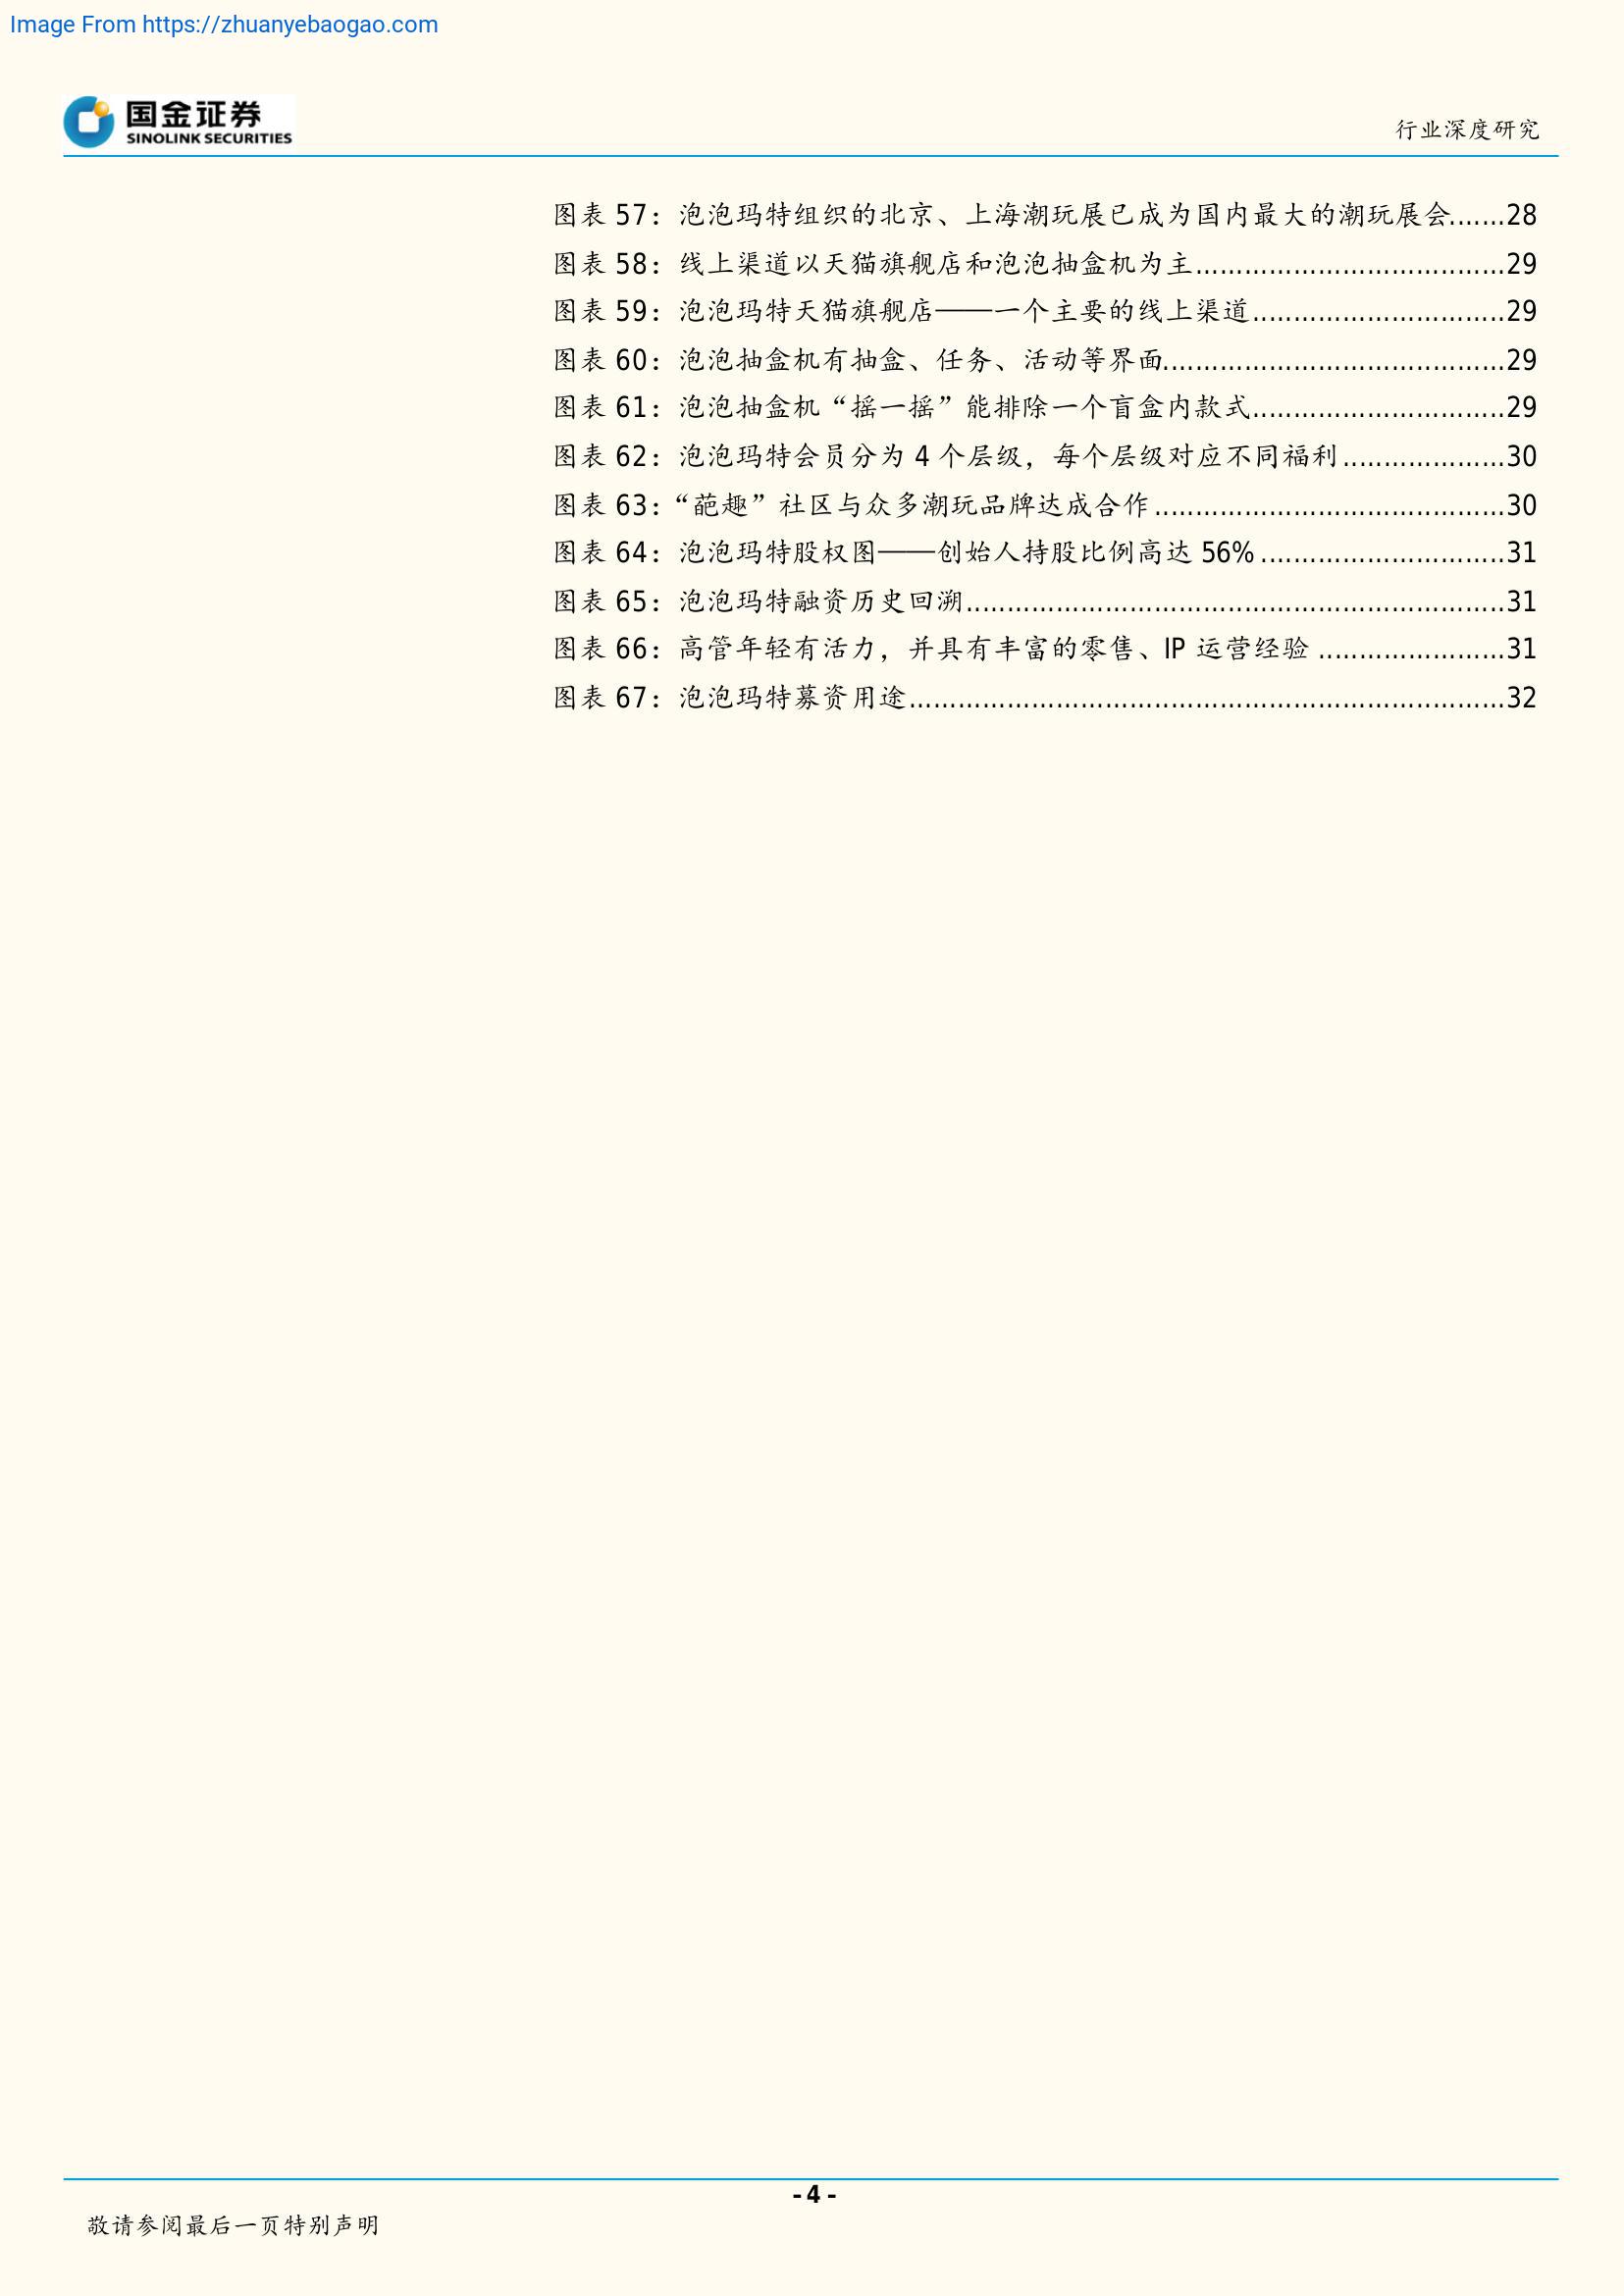 Image From https://zhuanyebaogao.com
国金证券
SINOLINK SECURITIES
行业深度研究
图表 57：泡泡玛特组织的北京、上海潮玩展已成为国内最大的潮玩展会.......28
图表 58：线上渠道以天猫旗舰店和泡泡抽盒机为主......................................29
图表 59：泡泡玛特天猫旗舰店——一个主要的线上渠道...............................29
图表 60：泡泡抽盒机有抽盒、任务、活动等界面..........................................29
图表 61：泡泡抽盒机“摇一摇”能排除一个盲盒内款式...............................29
图表 62：泡泡玛特会员分为 4 个层级，每个层级对应不同福利....................30
图表 63：“葩趣”社区与众多潮玩品牌达成合作...........................................30
图表 64：泡泡玛特股权图——创始人持股比例高达 56%..............................31
图表 65：泡泡玛特融资历史回溯..................................................................31
图表 66：高管年轻有活力，并具有丰富的零售、IP 运营经验.......................31
图表 67：泡泡玛特募资用途.........................................................................32
- 4 -
敬请参阅最后一页特别声明